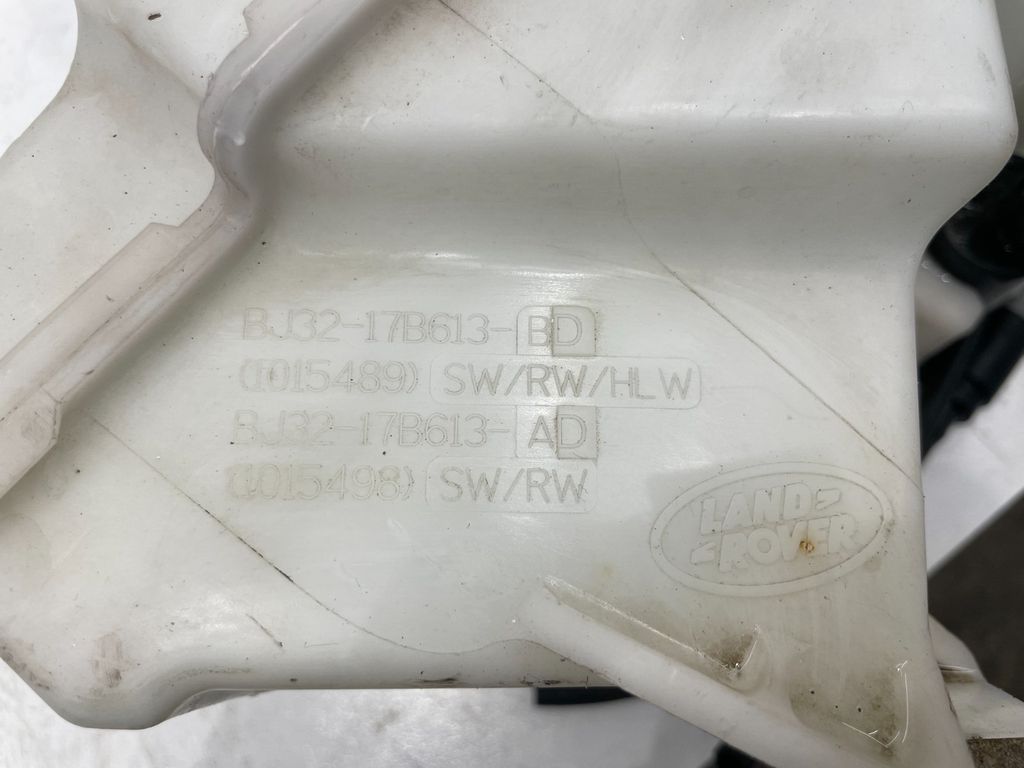 BJ32-17B613-BD
(1015489) SW/RW/HLW
BJ32-17B613-AD
(1015498) SW/RW
LAND
ROVER